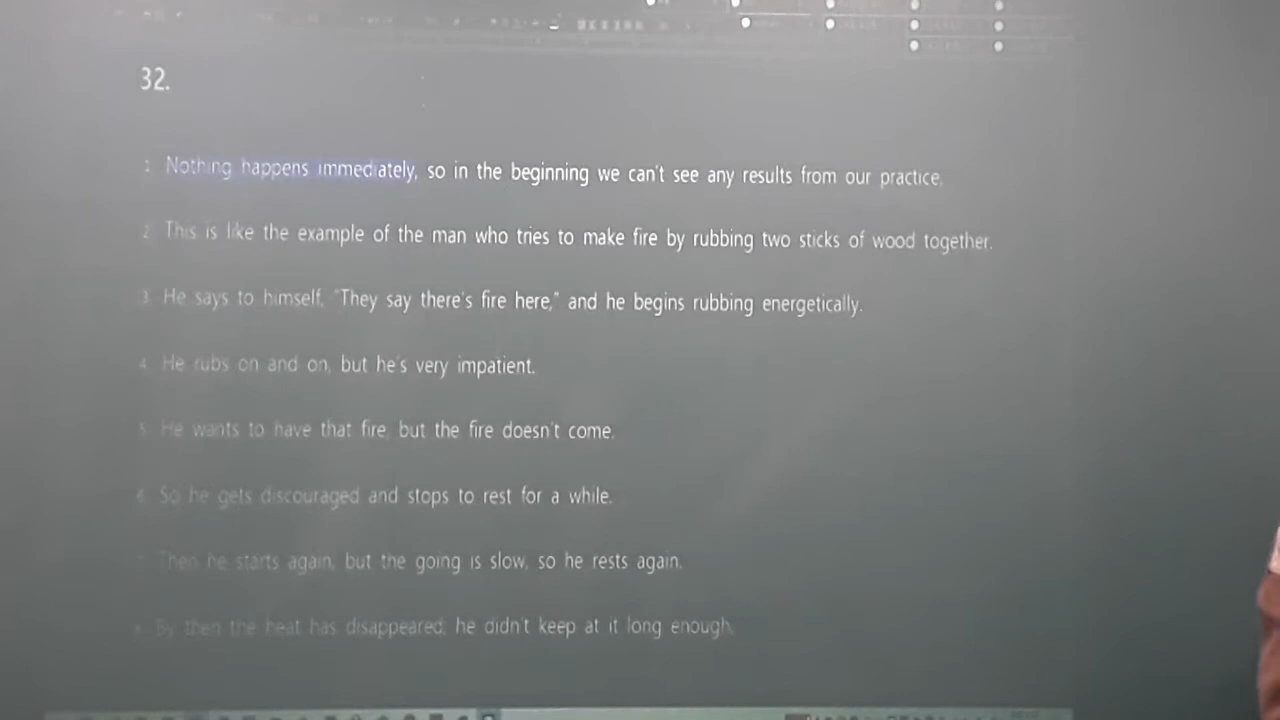 32.
1 Nothing happens immediately, so in the beginning we can't see any results from our practice.
2 This is like the example of the man who tries to make fire by rubbing two sticks of wood together.
3 He says to himself, "They say there's fire here," and he begins rubbing energetically.
4 He rubs on and on, but he's very impatient.
5 He wants to have that fire, but the fire doesn't come.
6 So he gets discouraged and stops to rest for a while.
7 Then he starts again, but the going is slow, so he rests again.
8 By then the heat has disappeared; he didn't keep at it long enough.